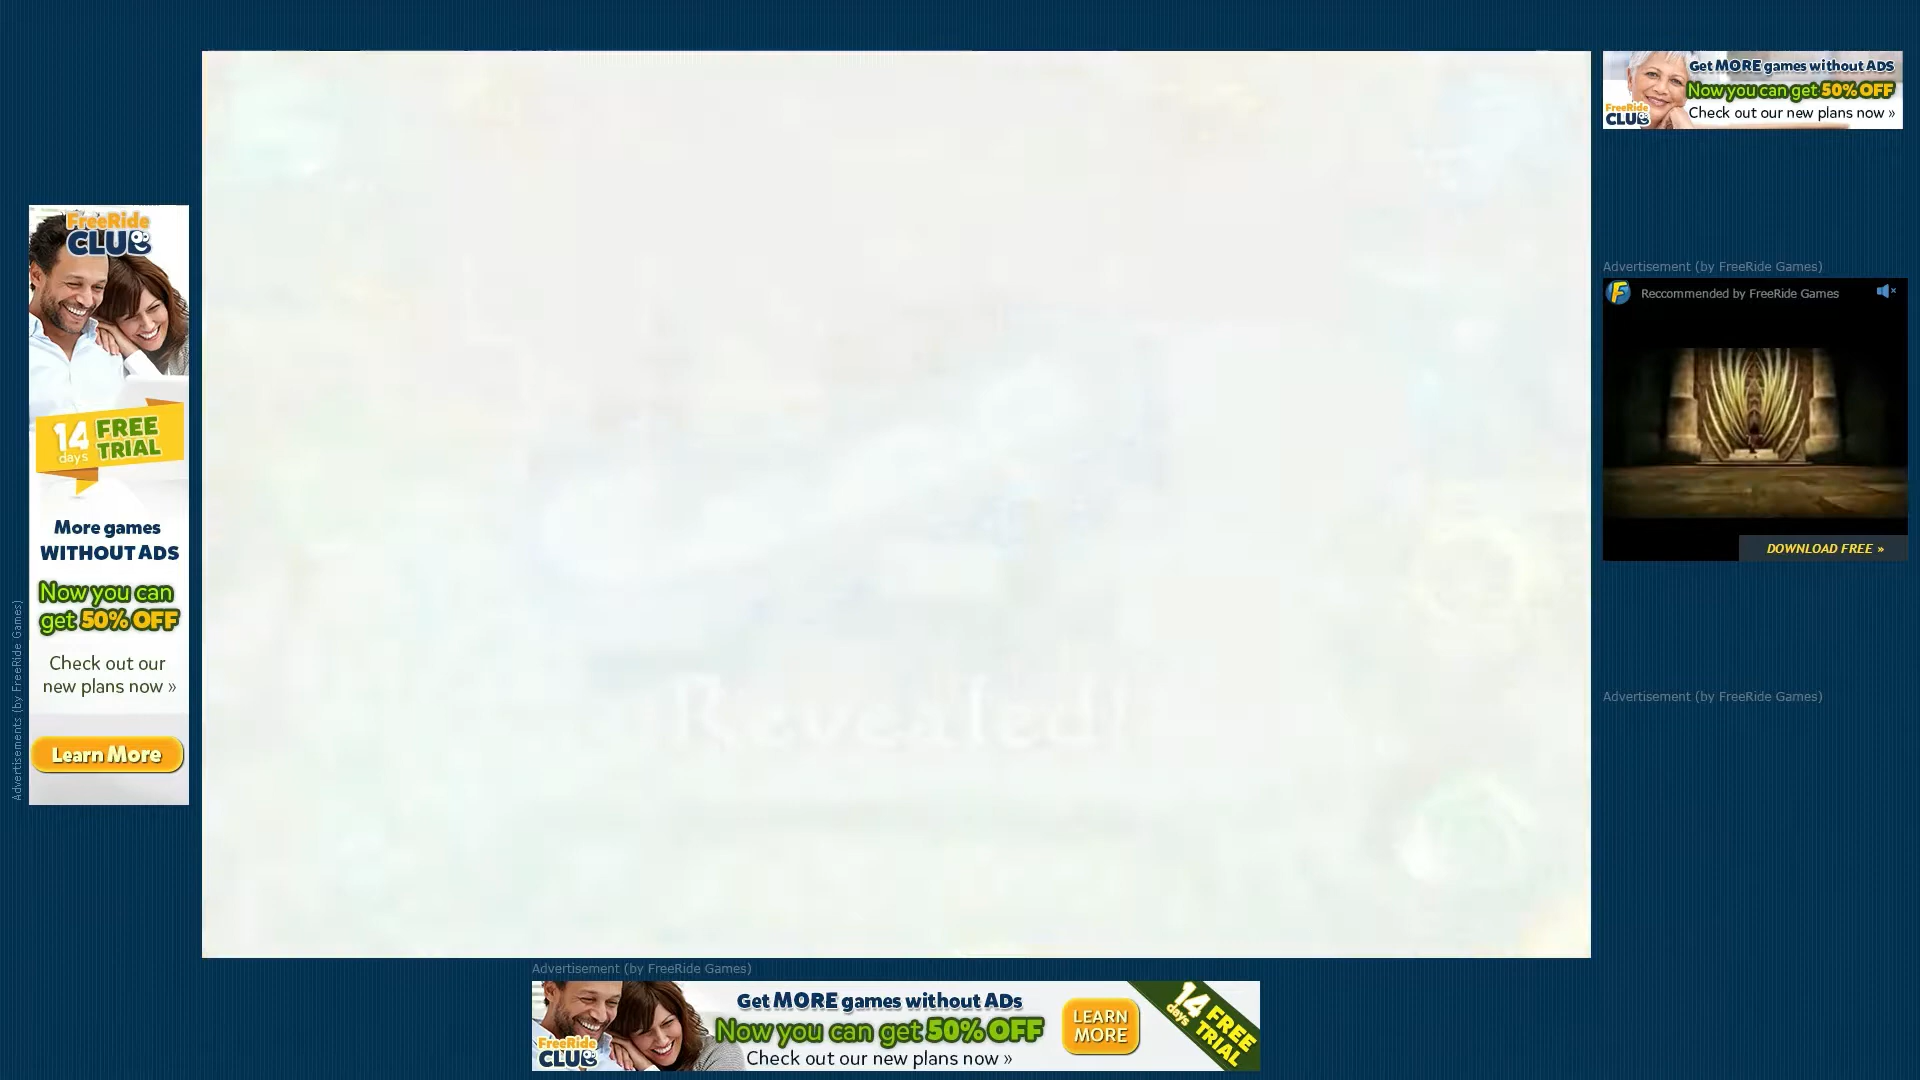 Get MORE games without ADS
Now you can get 50% OFF
Check out our new plans now »
FreeRide
CLUB
FreeRide
CLUB
14 days FREE TRIAL
More games
WITHOUT ADS
Now you can
get 50% OFF
Check out our
new plans now »
Learn More
Advertisements (by FreeRide Games)
Revealed!
Advertisement (by FreeRide Games)
Reccommended by FreeRide Games
DOWNLOAD FREE »
Advertisement (by FreeRide Games)
Advertisement (by FreeRide Games)
Get MORE games without ADs
Now you can get 50% OFF
Check out our new plans now »
FreeRide
CLUB
LEARN
MORE
14 days FREE TRIAL